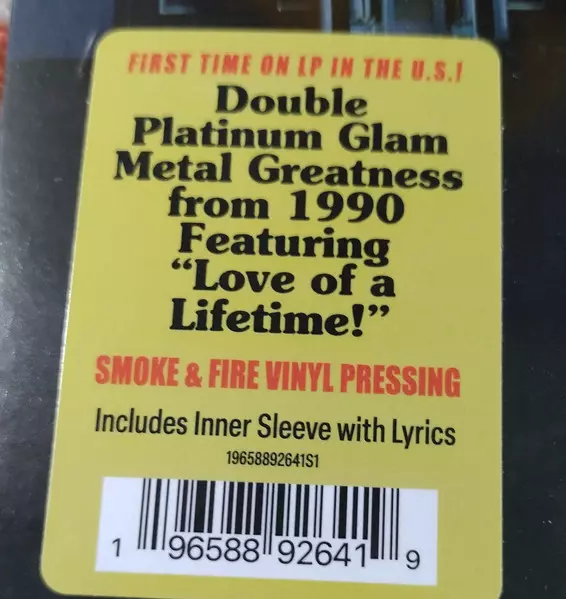 FIRST TIME ON LP IN THE U.S.!
Double
Platinum Glam
Metal Greatness
from 1990
Featuring
“Love of a
Lifetime!”
SMOKE & FIRE VINYL PRESSING
Includes Inner Sleeve with Lyrics
19658892641S1
1 96588 92641 9